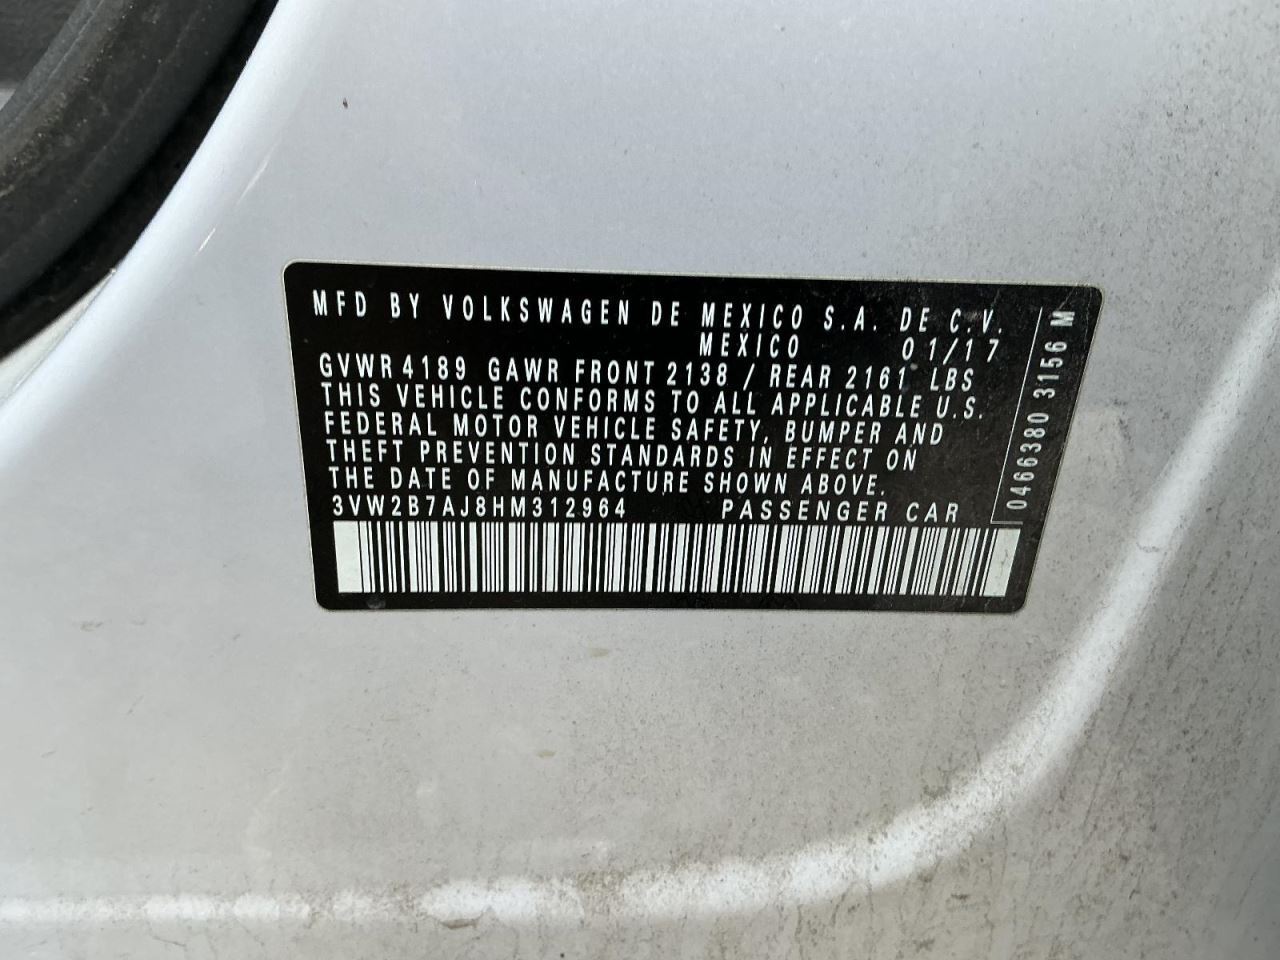 MFD BY VOLKSWAGEN DE MEXICO S.A. DE C.V.
MEXICO 01/17
GVWR 4189 GAWR FRONT 2138 / REAR 2161 LBS
THIS VEHICLE CONFORMS TO ALL APPLICABLE U.S.
FEDERAL MOTOR VEHICLE SAFETY, BUMPER AND
THEFT PREVENTION STANDARDS IN EFFECT ON
THE DATE OF MANUFACTURE SHOWN ABOVE.
3VW2B7AJ8HM312964 PASSENGER CAR
0466380 3156 M